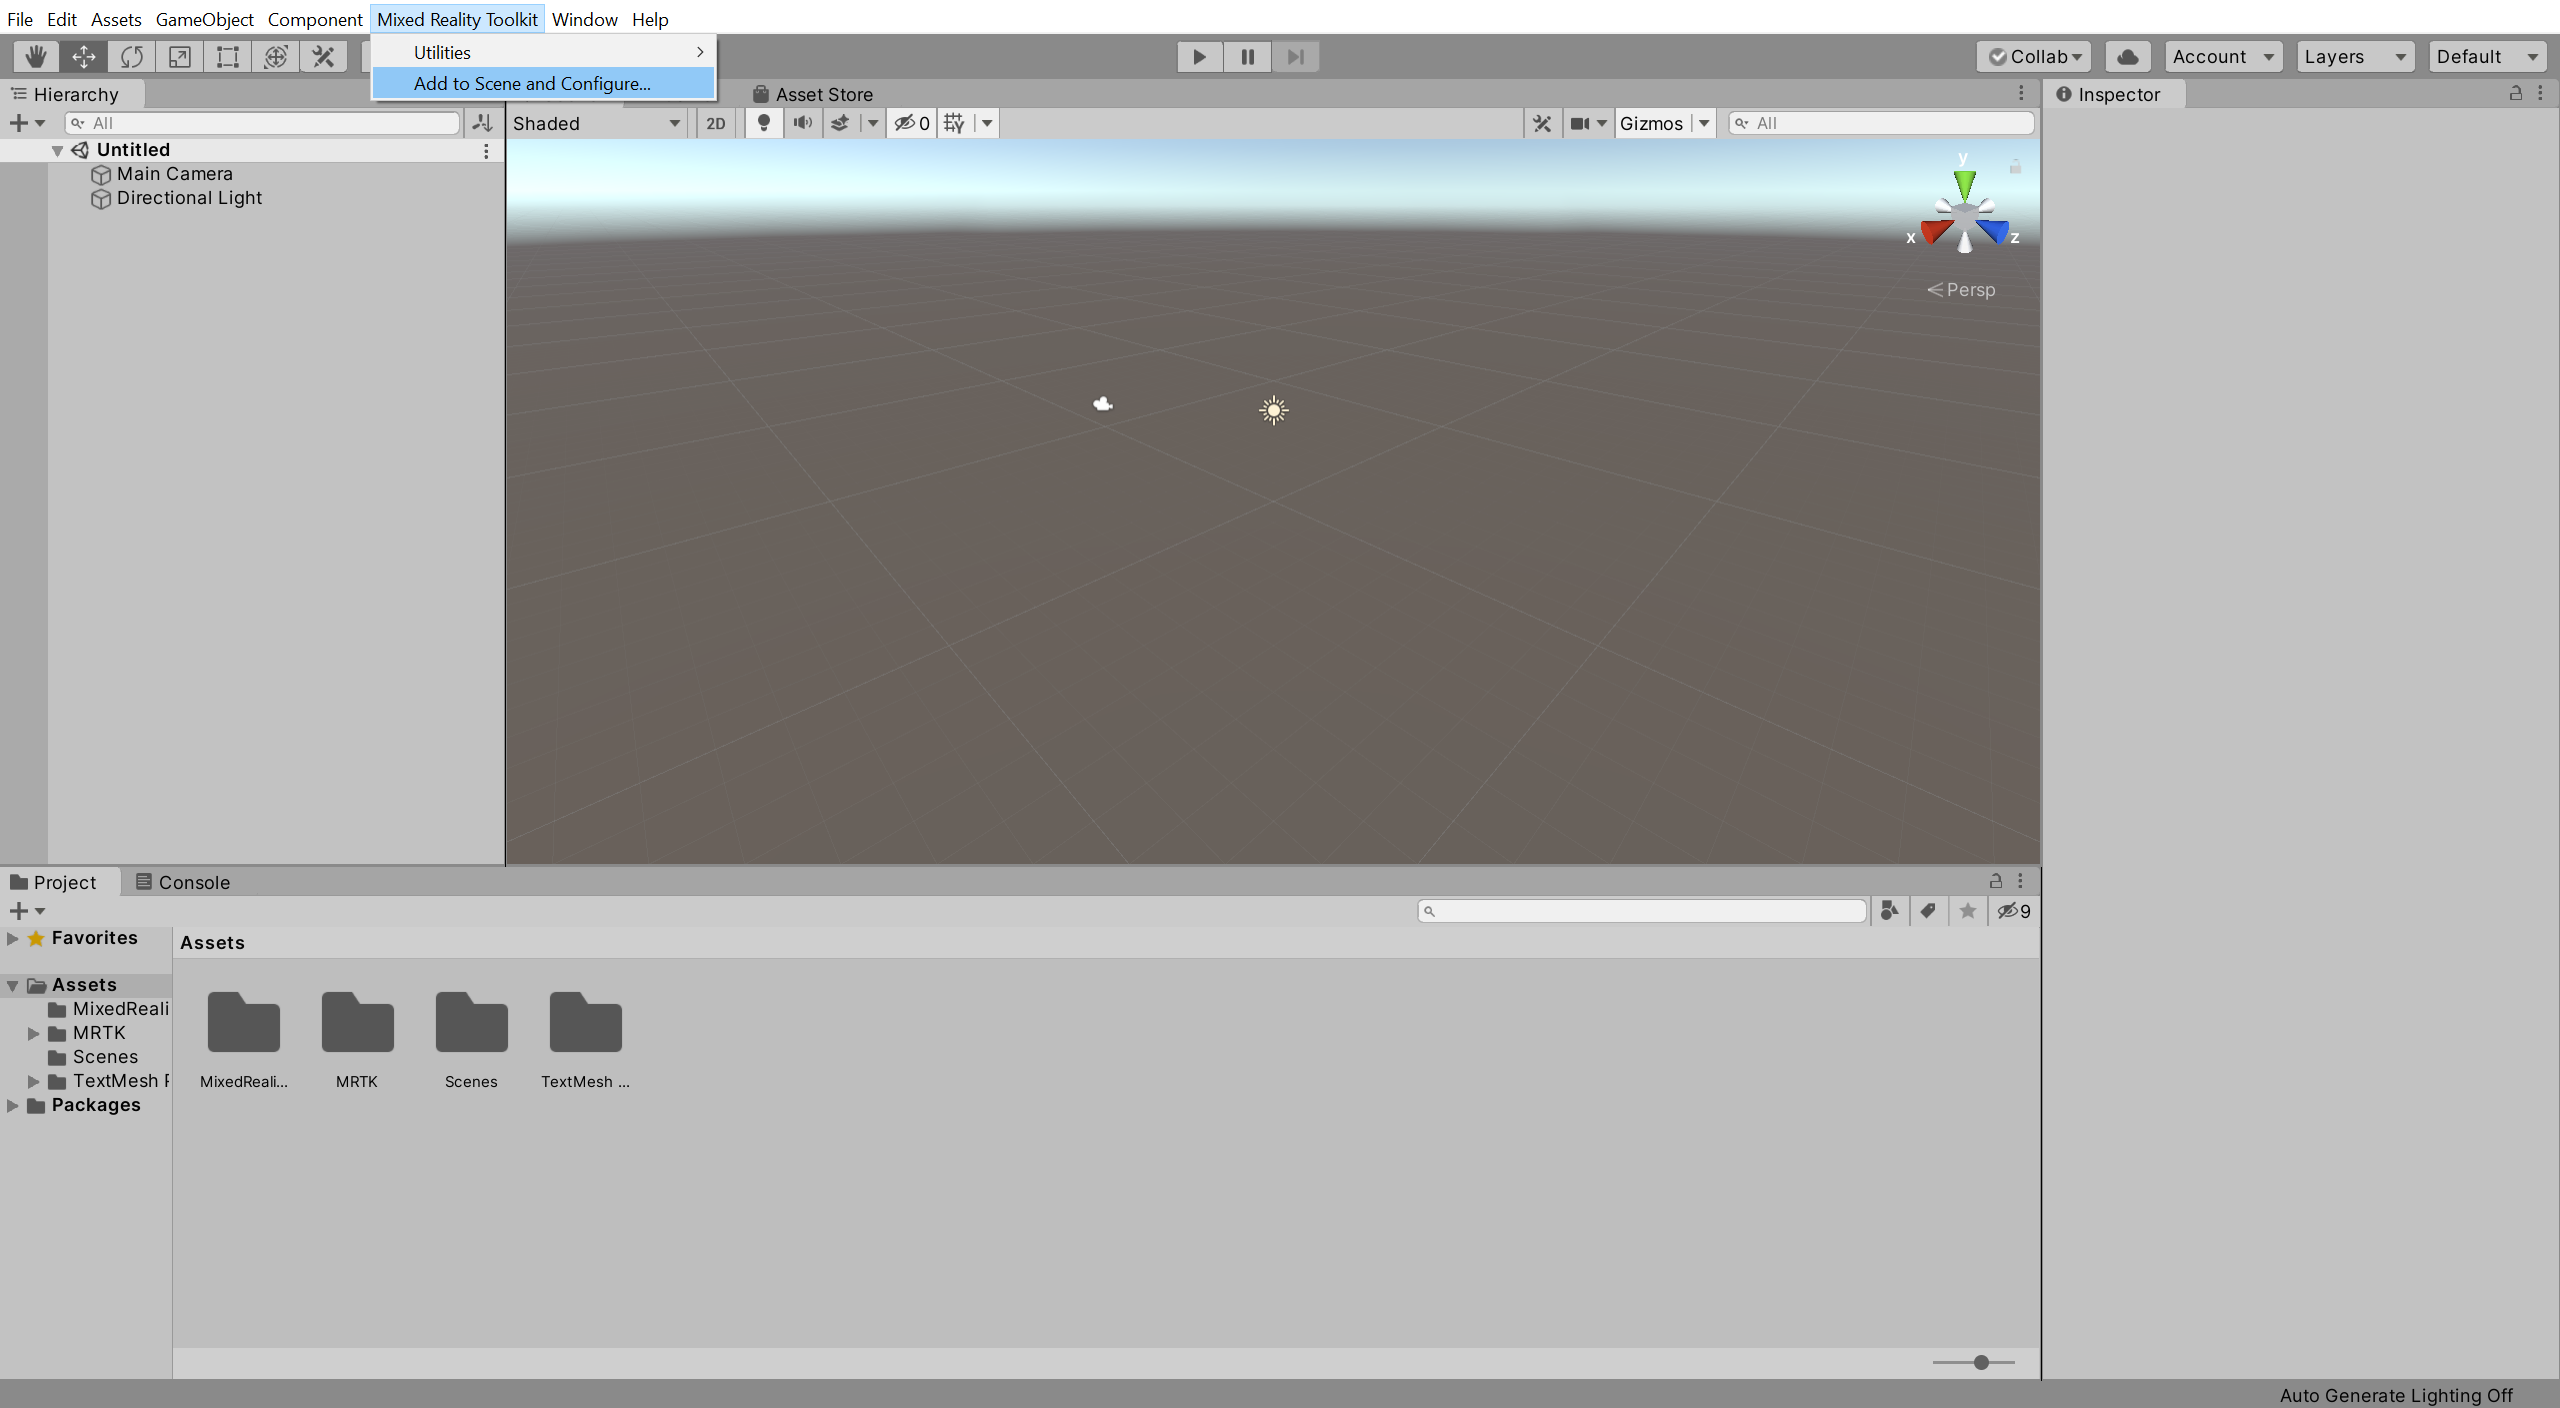 File Edit Assets GameObject Component Mixed Reality Toolkit Window Help
Utilities
Add to Scene and Configure...
Collab Account Layers Default
Hierarchy
Asset Store
Inspector
All
Shaded 2D 0 Gizmos All
Untitled
Main Camera
Directional Light
y
x z
Persp
Project Console
9
Favorites
Assets
Assets
MixedReali
MRTK
Scenes
TextMesh P
Packages
MixedReali... MRTK Scenes TextMesh ...
Auto Generate Lighting Off